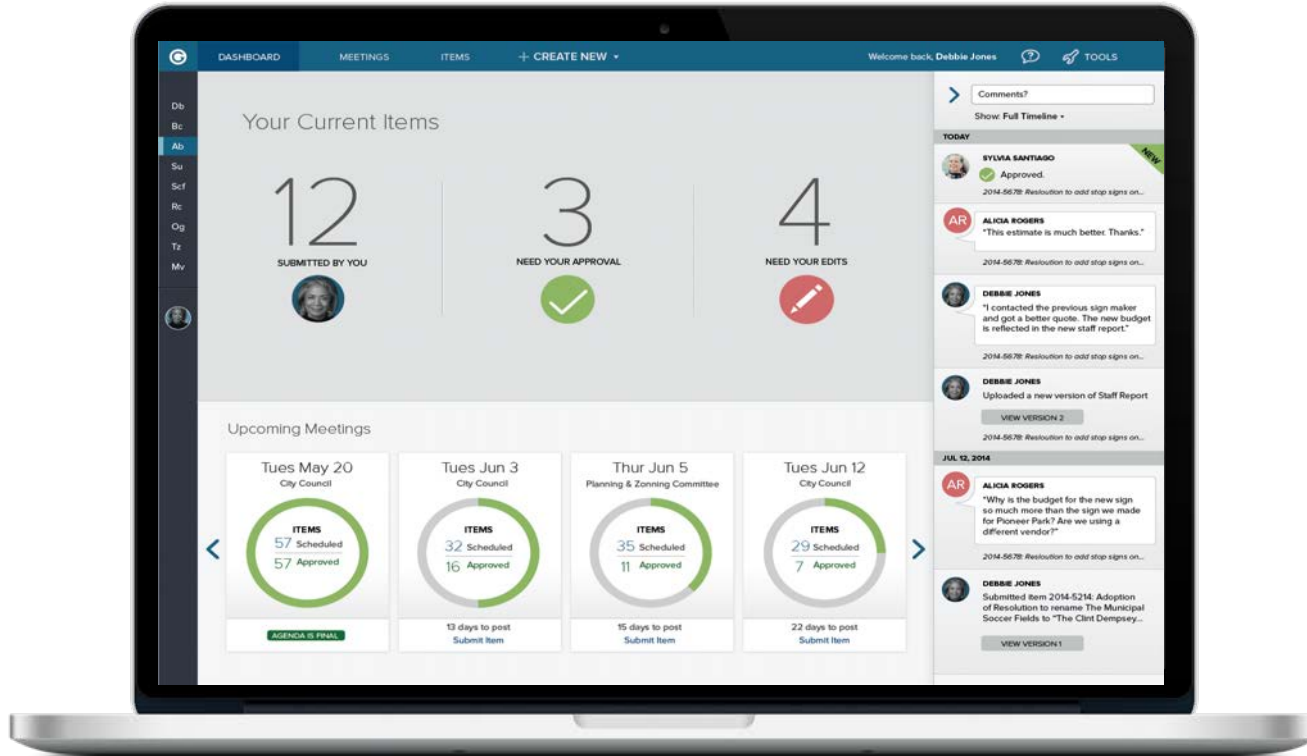 G
DASHBOARD
MEETINGS
ITEMS
+ CREATE NEW
Welcome back, Debbie Jones
?
TOOLS
Db
Bc
Ab
Su
Scf
Rc
Og
Tz
Mv
Your Current Items
12
SUBMITTED BY YOU
3
NEED YOUR APPROVAL
4
NEED YOUR EDITS
Upcoming Meetings
Tues May 20
City Council
ITEMS
57 Scheduled
57 Approved
AGENDA IS FINAL
Tues Jun 3
City Council
ITEMS
32 Scheduled
16 Approved
13 days to post
Submit Item
Thur Jun 5
Planning & Zonning Committee
ITEMS
35 Scheduled
11 Approved
15 days to post
Submit Item
Tues Jun 12
City Council
ITEMS
29 Scheduled
7 Approved
22 days to post
Submit Item
Comments?
Show: Full Timeline
TODAY
NEW
SYLVIA SANTIAGO
Approved.
2014-5678: Resloution to add stop signs on...
AR
ALICIA ROGERS
"This estimate is much better. Thanks."
2014-5678: Resloution to add stop signs on...
DEBBIE JONES
"I contacted the previous sign maker
and got a better quote. The new budget
is reflected in the new staff report."
2014-5678: Resloution to add stop signs on...
DEBBIE JONES
Uploaded a new version of Staff Report
VIEW VERSION 2
2014-5678: Resloution to add stop signs on...
JUL 12, 2014
AR
ALICIA ROGERS
"Why is the budget for the new sign
so much more than the sign we made
for Pioneer Park? Are we using a
different vendor?"
2014-5678: Resloution to add stop signs on...
DEBBIE JONES
Submitted item 2014-5214: Adoption
of Resolution to rename The Municipal
Soccer Fields to "The Clint Dempsey...
VIEW VERSION 1